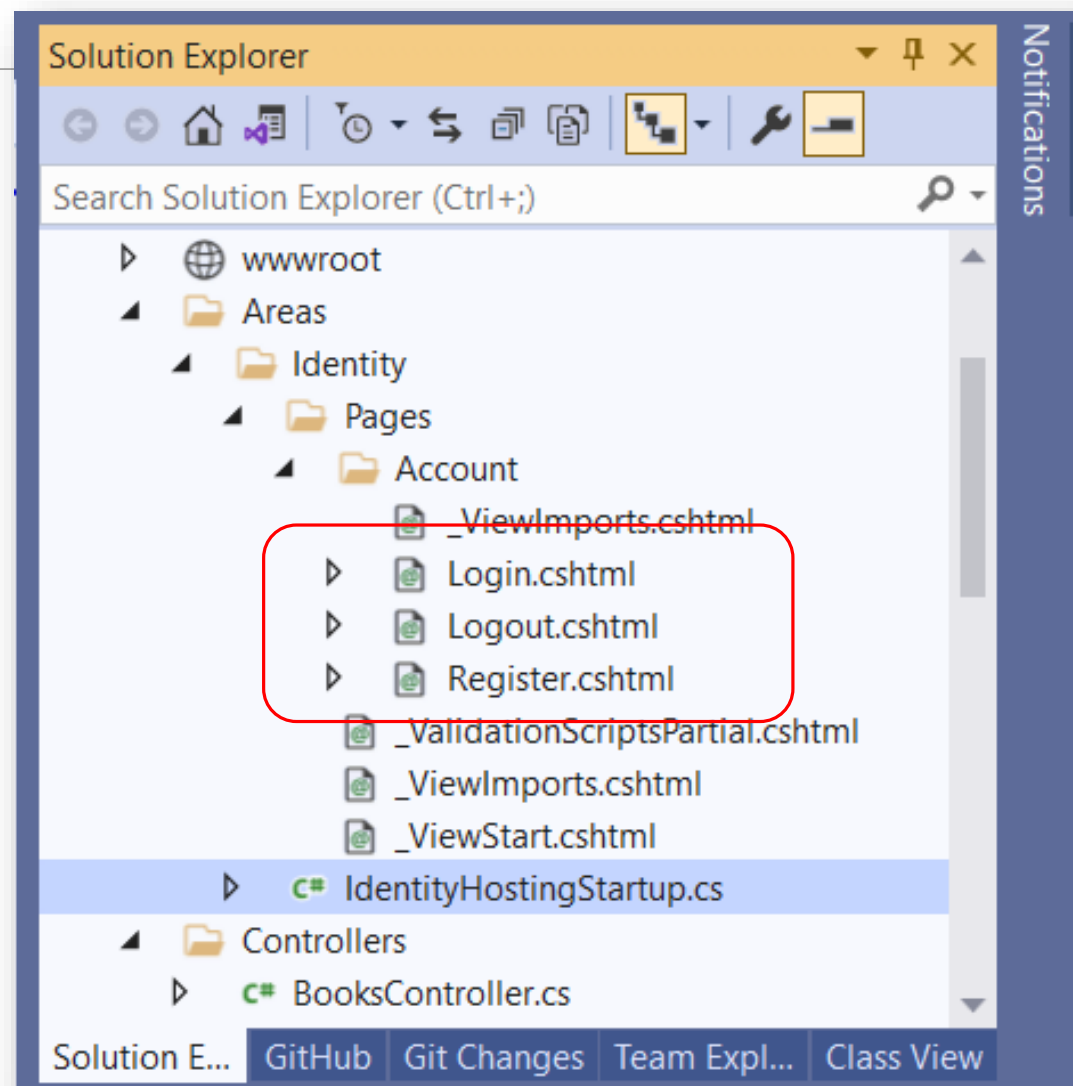 Solution Explorer
Notifications
Search Solution Explorer (Ctrl+;)
wwwroot
Areas
Identity
Pages
Account
_ViewImports.cshtml
Login.cshtml
Logout.cshtml
Register.cshtml
_ValidationScriptsPartial.cshtml
_ViewImports.cshtml
_ViewStart.cshtml
C# IdentityHostingStartup.cs
Controllers
C# BooksController.cs
Solution E... GitHub Git Changes Team Expl... Class View